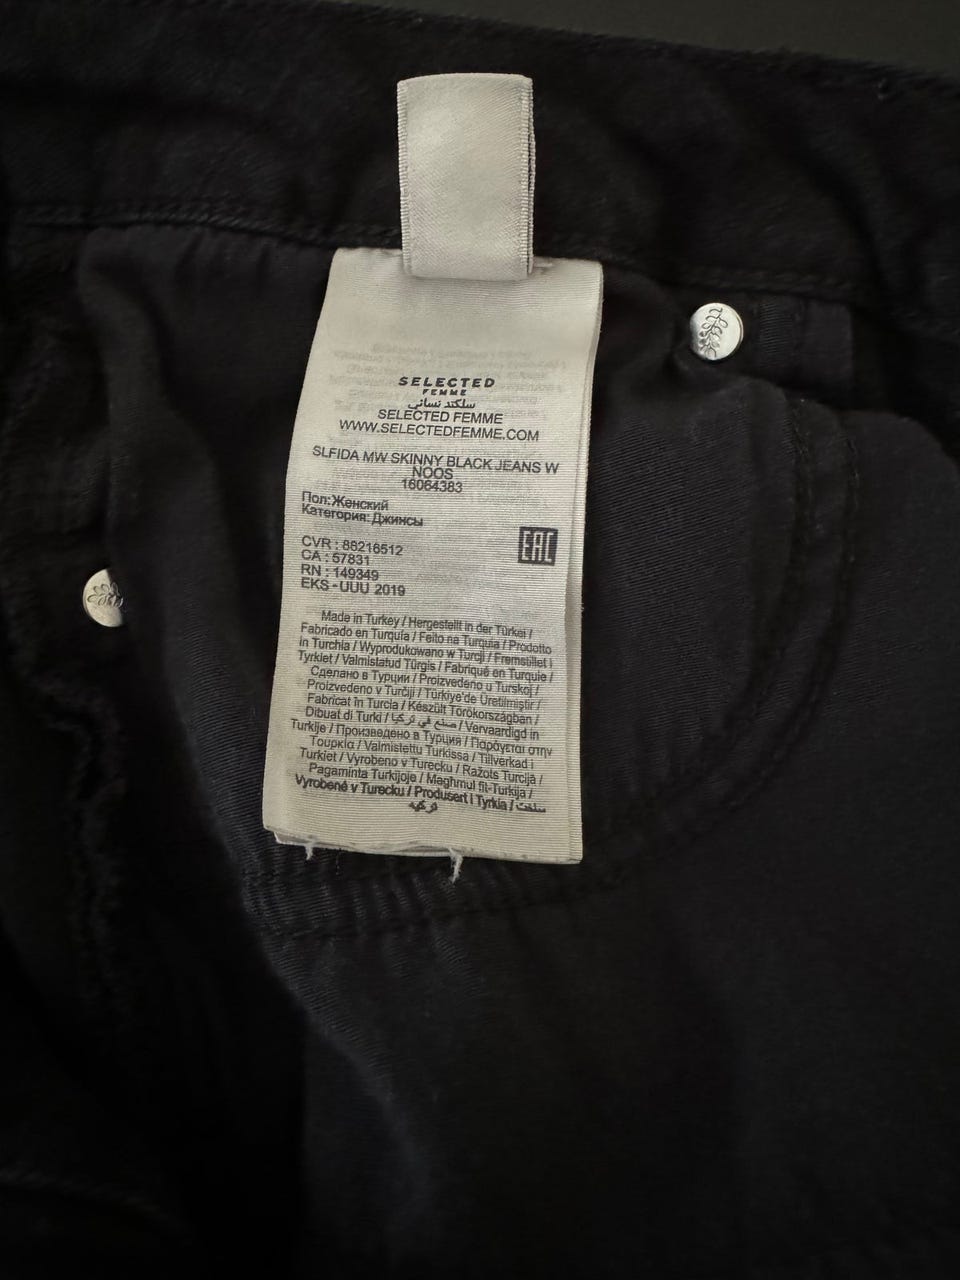 SELECTED
FEMME
سلكتد نسائي
SELECTED FEMME
WWW.SELECTEDFEMME.COM
SLFIDA MW SKINNY BLACK JEANS W
NOOS
16064383
Пол:Женский
Категория: Джинсы
EAC
CVR : 88216512
CA : 57831
RN : 149349
EKS - UUU 2019
Made in Turkey / Hergestellt in der Türkei /
Fabricado en Turquía / Feito na Turquia / Prodotto
in Turchia / Wyprodukowano w Turcji / Fremstillet i
Tyrkiet / Valmistatud Türgis / Fabriqué en Turquie /
Сделано в Турции / Proizvedeno u Turskoj /
Proizvedeno v Turčiji / Türkiye'de Üretilmiştir /
Fabricat în Turcia / Készült Törökországban /
Dibuat di Turki / صنع في تركيا / Vervaardigd in
Turkije / Произведено в Турция / Παράγεται στην
Τουρκία / Valmistettu Turkissa / Tillverkad i
Turkiet / Vyrobeno v Turecku / Ražots Turcijā /
Pagaminta Turkijoje / Magħmul fit-Turkija /
Vyrobené v Turecku / Produsert i Tyrkia / ساخت
ترکیه